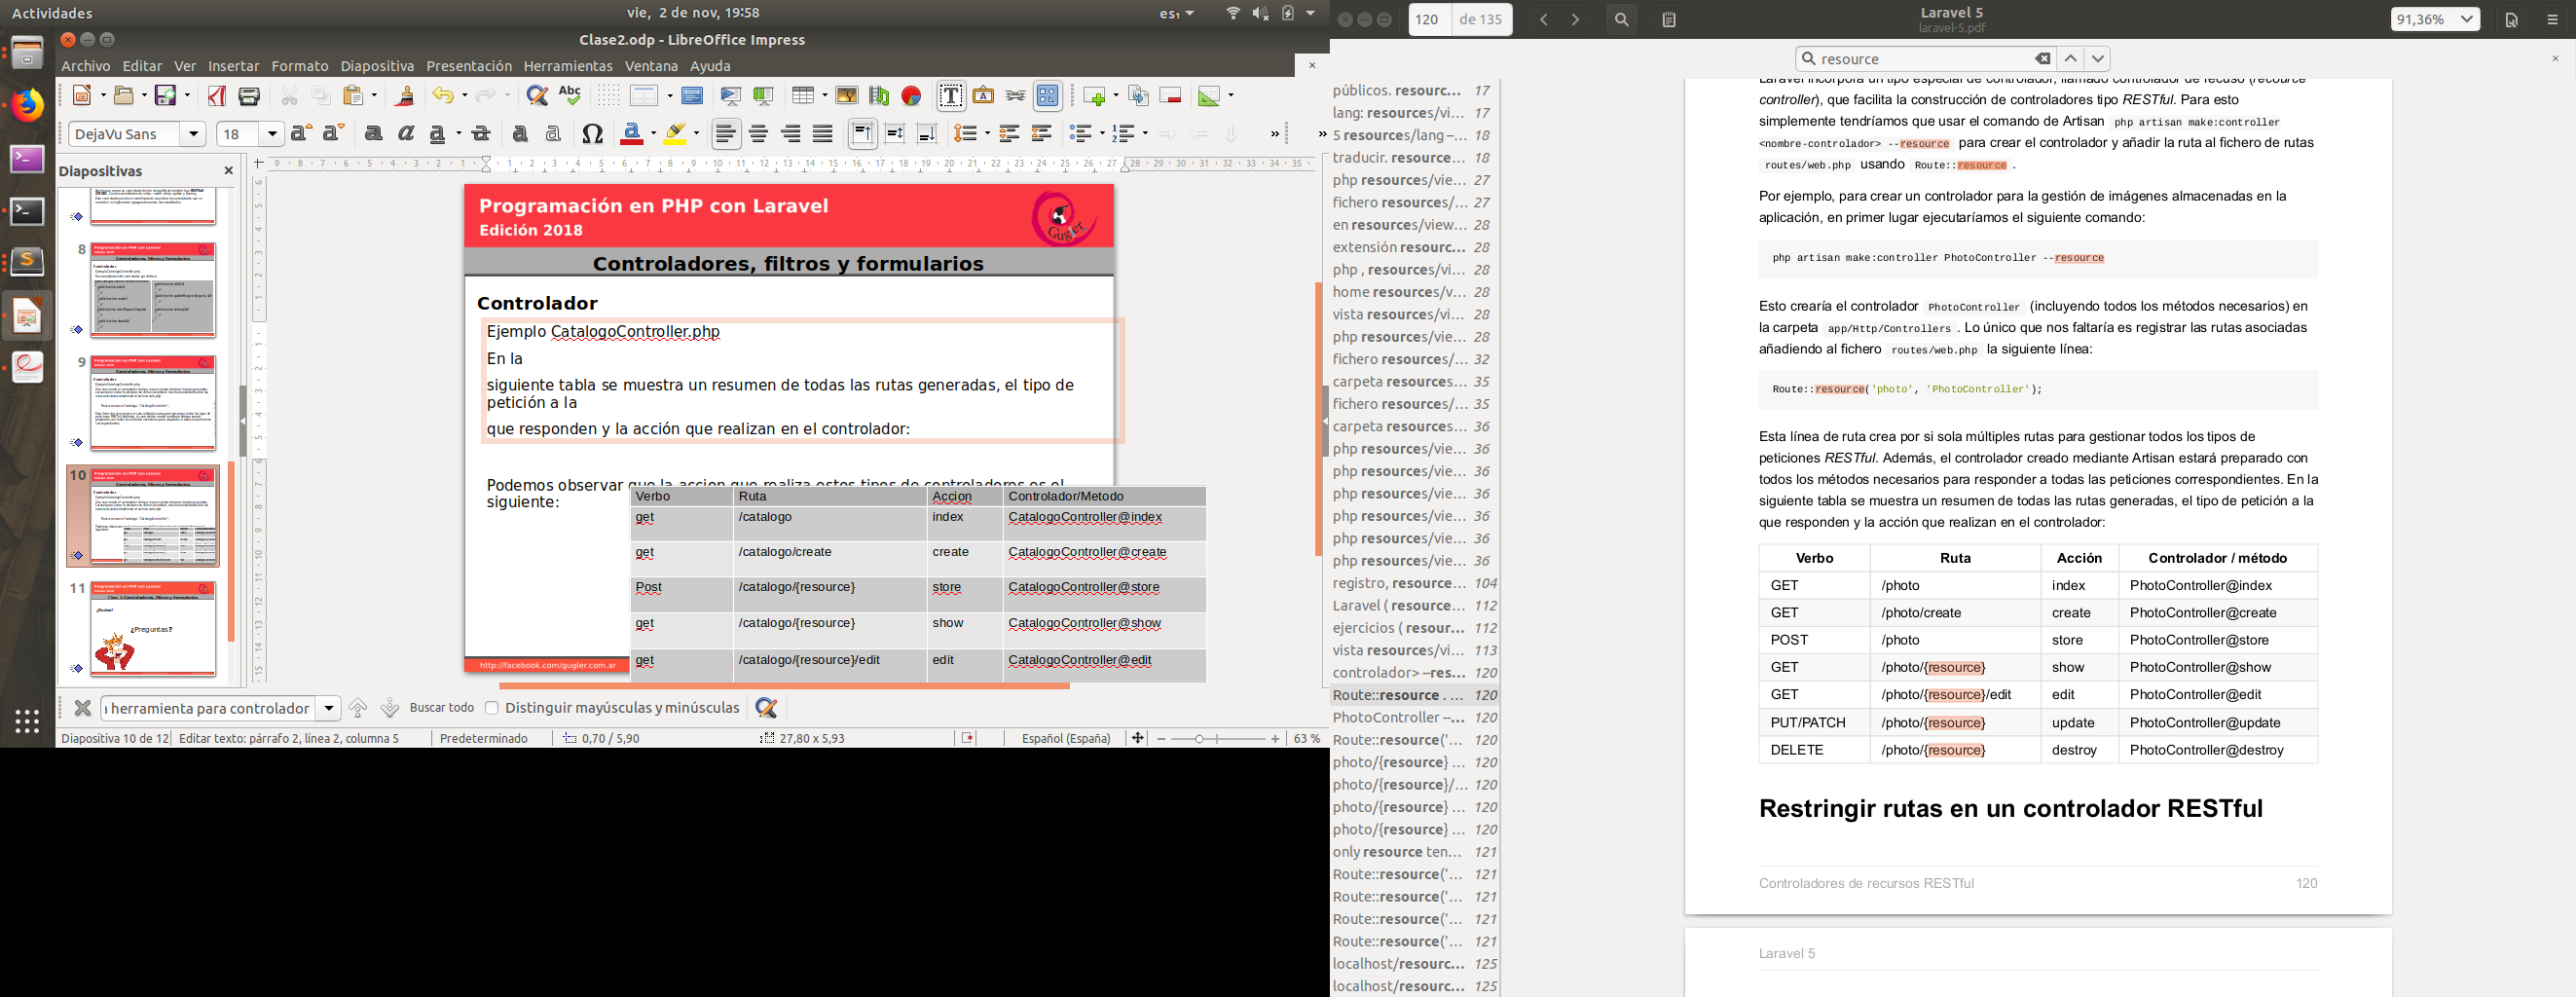 Actividades
vie, 2 de nov, 19:58
es₁
Clase2.odp - LibreOffice Impress
Archivo Editar Ver Insertar Formato Diapositiva Presentación Herramientas Ventana Ayuda
DejaVu Sans 18
Diapositivas
8
9
10
11
¿Preguntas?
Programación en PHP con Laravel
Edición 2018
Gugler
Controladores, filtros y formularios
Controlador
Ejemplo CatalogoController.php
En la
siguiente tabla se muestra un resumen de todas las rutas generadas, el tipo de
petición a la
que responden y la acción que realizan en el controlador:
Podemos observar que la accion que realiza estos tipos de controladores es el
siguiente:
Verbo Ruta Accion Controlador/Metodo
get /catalogo index CatalogoController@index
get /catalogo/create create CatalogoController@create
Post /catalogo/{resource} store CatalogoController@store
get /catalogo/{resource} show CatalogoController@show
get /catalogo/{resource}/edit edit CatalogoController@edit
http://facebook.com/gugler.com.ar
herramienta para controlador Buscar todo Distinguir mayúsculas y minúsculas
Diapositiva 10 de 12 Editar texto: párrafo 2, línea 2, columna 5 Predeterminado 0,70 / 5,90 27,80 x 5,93 Español (España) 63 %
120 de 135
Laravel 5
laravel-5.pdf
91,36%
resource
públicos. resourc... 17
lang: resources/vi... 17
5 resources/lang –... 18
traducir. resource... 18
php resources/vie... 27
fichero resources/... 27
en resources/view... 28
extensión resourc... 28
php , resources/vi... 28
home resources/v... 28
vista resources/vi... 28
php resources/vie... 28
fichero resources/... 32
carpeta resources... 35
fichero resources/... 35
carpeta resources... 36
php resources/vie... 36
php resources/vie... 36
php resources/vie... 36
php resources/vie... 36
php resources/vie... 36
php resources/vie... 36
registro, resource... 104
Laravel ( resource... 112
ejercicios ( resour... 112
vista resources/vi... 113
controlador> --res... 120
Route::resource . ... 120
PhotoController --... 120
Route::resource('... 120
photo/{resource} ... 120
photo/{resource}/... 120
photo/{resource} ... 120
photo/{resource} ... 120
only resource ten... 121
Route::resource('... 121
Route::resource('... 121
Route::resource('... 121
Route::resource('... 121
localhost/resourc... 125
localhost/resourc... 125
Laravel incorpora un tipo especial de controlador, llamado controlador de recuso (recource
controller), que facilita la construcción de controladores tipo RESTful. Para esto
simplemente tendríamos que usar el comando de Artisan php artisan make:controller
<nombre-controlador> --resource para crear el controlador y añadir la ruta al fichero de rutas
routes/web.php usando Route::resource .
Por ejemplo, para crear un controlador para la gestión de imágenes almacenadas en la
aplicación, en primer lugar ejecutaríamos el siguiente comando:
php artisan make:controller PhotoController --resource
Esto crearía el controlador PhotoController (incluyendo todos los métodos necesarios) en
la carpeta app/Http/Controllers . Lo único que nos faltaría es registrar las rutas asociadas
añadiendo al fichero routes/web.php la siguiente línea:
Route::resource('photo', 'PhotoController');
Esta línea de ruta crea por si sola múltiples rutas para gestionar todos los tipos de
peticiones RESTful. Además, el controlador creado mediante Artisan estará preparado con
todos los métodos necesarios para responder a todas las peticiones correspondientes. En la
siguiente tabla se muestra un resumen de todas las rutas generadas, el tipo de petición a la
que responden y la acción que realizan en el controlador:
Verbo Ruta Acción Controlador / método
GET /photo index PhotoController@index
GET /photo/create create PhotoController@create
POST /photo store PhotoController@store
GET /photo/{resource} show PhotoController@show
GET /photo/{resource}/edit edit PhotoController@edit
PUT/PATCH /photo/{resource} update PhotoController@update
DELETE /photo/{resource} destroy PhotoController@destroy
Restringir rutas en un controlador RESTful
Controladores de recursos RESTful 120
Laravel 5